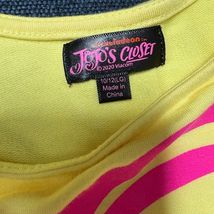 nickelodeon
JoJo's CLOSET
© 2020 Viacom
10/12(LG)
Made in
China